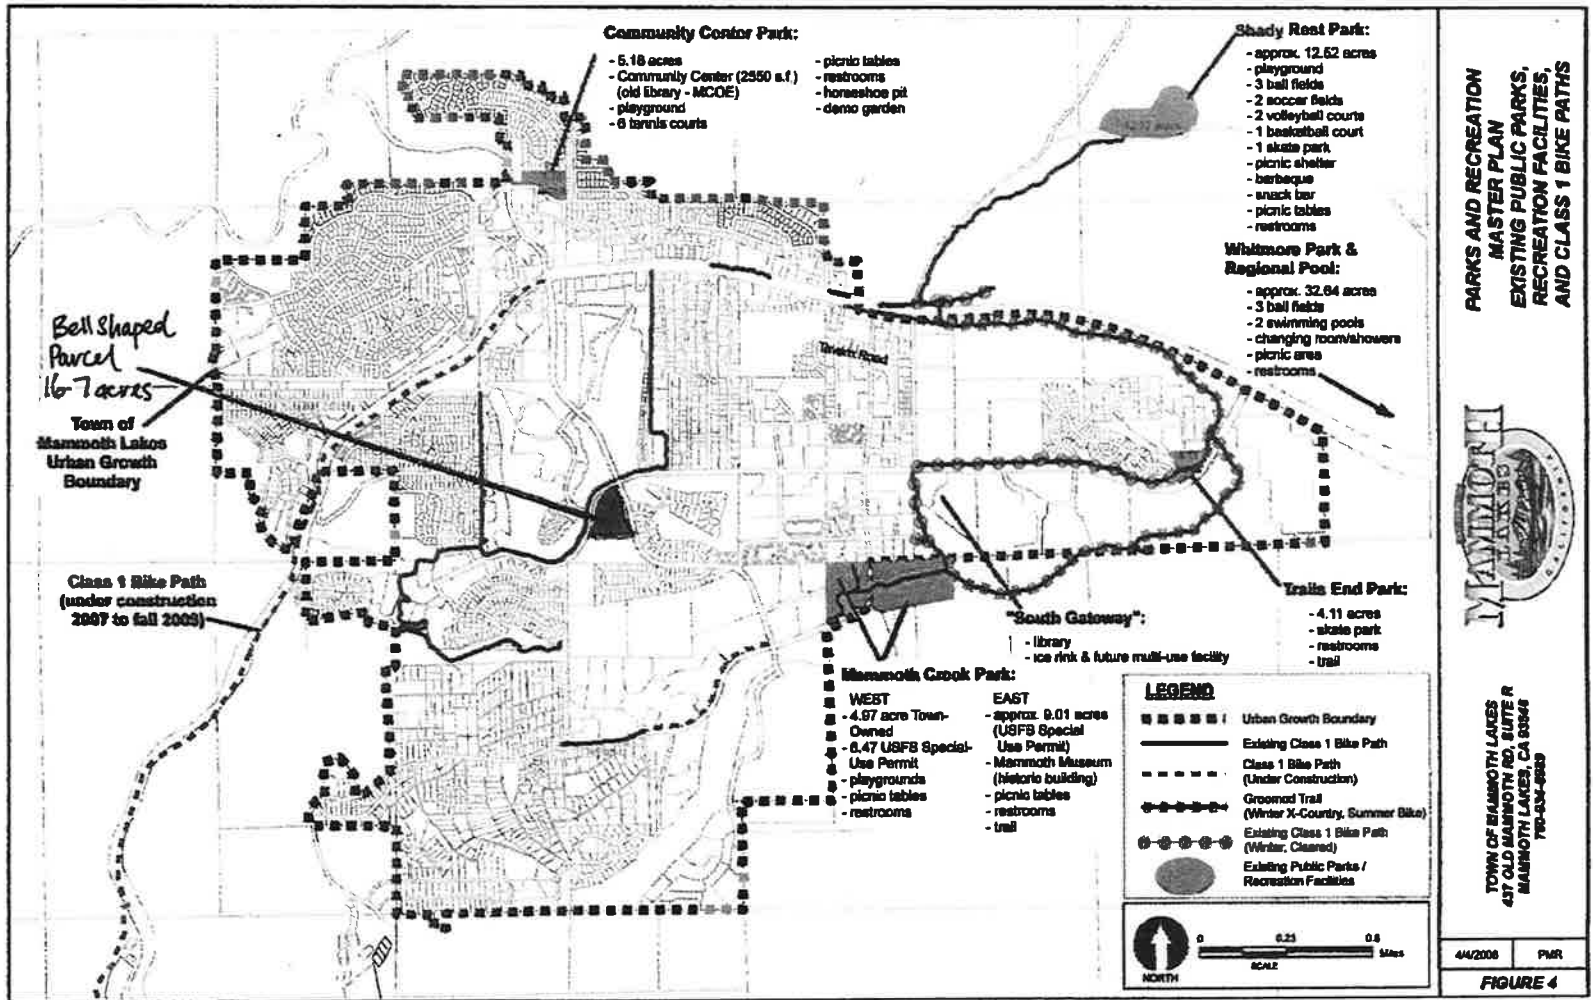 Community Center Park:
- 5.18 acres
- Community Center (2550 s.f.)
(old library - MCOE)
- playground
- 6 tennis courts
- picnic tables
- restrooms
- horseshoe pit
- demo garden
Shady Rest Park:
- approx. 12.52 acres
- playground
- 3 ball fields
- 2 soccer fields
- 2 volleyball courts
- 1 basketball court
- 1 skate park
- picnic shelter
- barbeque
- snack bar
- picnic tables
- restrooms
Whitmore Park &
Regional Pool:
- approx. 32.64 acres
- 3 ball fields
- 2 swimming pools
- changing room/showers
- picnic area
- restrooms
Bell Shaped
Parcel
16-7 acres
Town of
Mammoth Lakes
Urban Growth
Boundary
Tavern Road
Class 1 Bike Path
(under construction
2007 to fall 2009)
Trails End Park:
- 4.11 acres
- skate park
- restrooms
- trail
"South Gateway":
- library
- ice rink & future multi-use facility
Mammoth Creek Park:
WEST
- 4.97 acre Town-
Owned
- 6.47 USFS Special-
Use Permit
- playgrounds
- picnic tables
- restrooms
EAST
- approx. 9.01 acres
(USFS Special
Use Permit)
- Mammoth Museum
(historic building)
- picnic tables
- restrooms
- trail
LEGEND
Urban Growth Boundary
Existing Class 1 Bike Path
Class 1 Bike Path
(Under Construction)
Groomed Trail
(Winter X-Country, Summer Bike)
Existing Class 1 Bike Path
(Winter, Cleared)
Existing Public Parks /
Recreation Facilities
NORTH
0 0.25 0.5
Miles
SCALE
PARKS AND RECREATION
MASTER PLAN
EXISTING PUBLIC PARKS,
RECREATION FACILITIES,
AND CLASS 1 BIKE PATHS
MAMMOTH
LAKES
CALIFORNIA
TOWN OF MAMMOTH LAKES
437 OLD MAMMOTH RD, SUITE R
MAMMOTH LAKES, CA 93546
4/4/2008
PMR
FIGURE 4